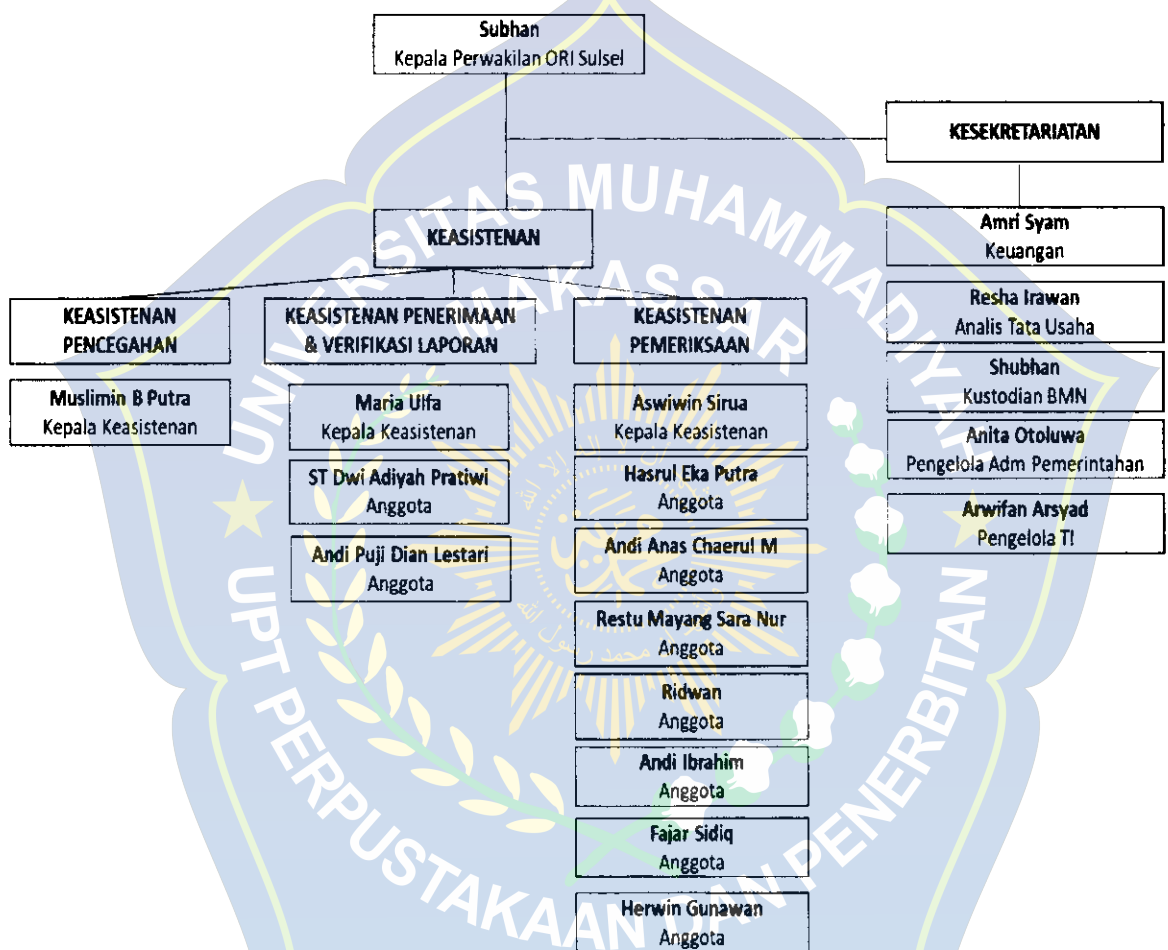 Subhan
Kepala Perwakilan ORI Sulsel
KESEKRETARIATAN
Amri Syam
Keuangan
Resha Irawan
Analis Tata Usaha
Shubhan
Kustodian BMN
Anita Otoluwa
Pengelola Adm Pemerintahan
Arwifan Arsyad
Pengelola TI
KEASISTENAN
KEASISTENAN
PENCEGAHAN
Muslimin B Putra
Kepala Keasistenan
KEASISTENAN PENERIMAAN
& VERIFIKASI LAPORAN
Maria Ulfa
Kepala Keasistenan
ST Dwi Adiyah Pratiwi
Anggota
Andi Puji Dian Lestari
Anggota
KEASISTENAN
PEMERIKSAAN
Aswiwin Sirua
Kepala Keasistenan
Hasrul Eka Putra
Anggota
Andi Anas Chaerul M
Anggota
Restu Mayang Sara Nur
Anggota
Ridwan
Anggota
Andi Ibrahim
Anggota
Fajar Sidiq
Anggota
Herwin Gunawan
Anggota
UNIVERSITAS MUHAMMADIYAH
MAKASSAR
UPT PERPUSTAKAAN DAN PENERBITAN